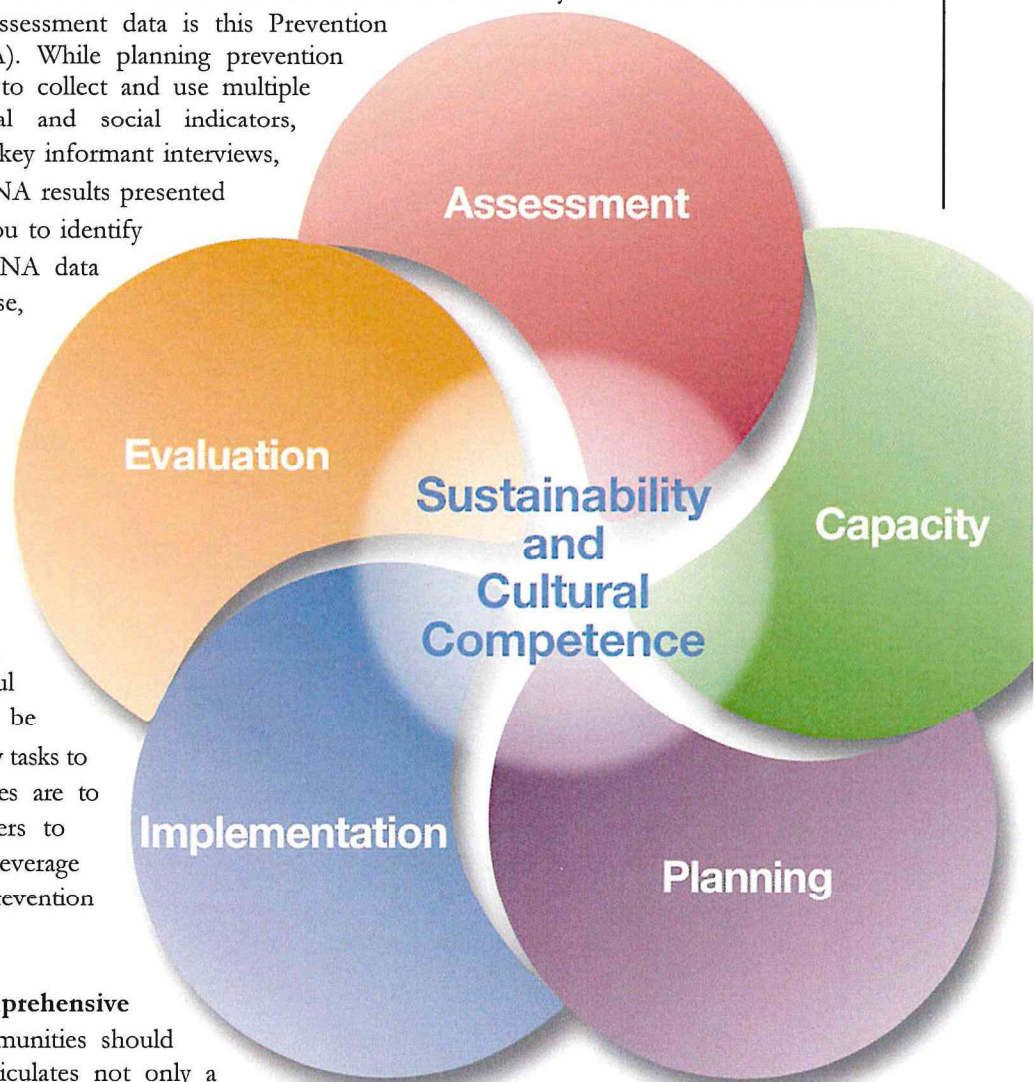 ssessment data is this Prevention
A). While planning prevention
to collect and use multiple
al and social indicators,
key informant interviews,
NA results presented
ou to identify
NA data
se,
ul
be
y tasks to
es are to
ers to
everage
revention
nprehensive
munities should
iculates not only a
Assessment
Evaluation
Capacity
Sustainability
and
Cultural
Competence
Implementation
Planning